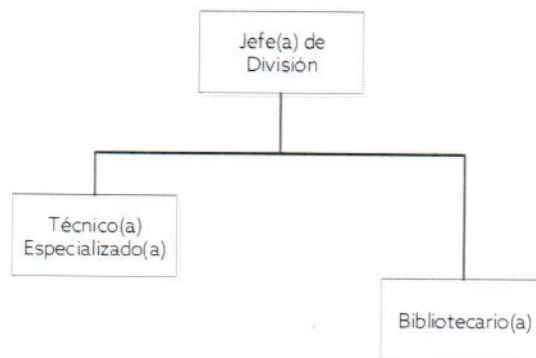 Jefe(a) de
División
Técnico(a)
Especializado(a)
Bibliotecario(a)